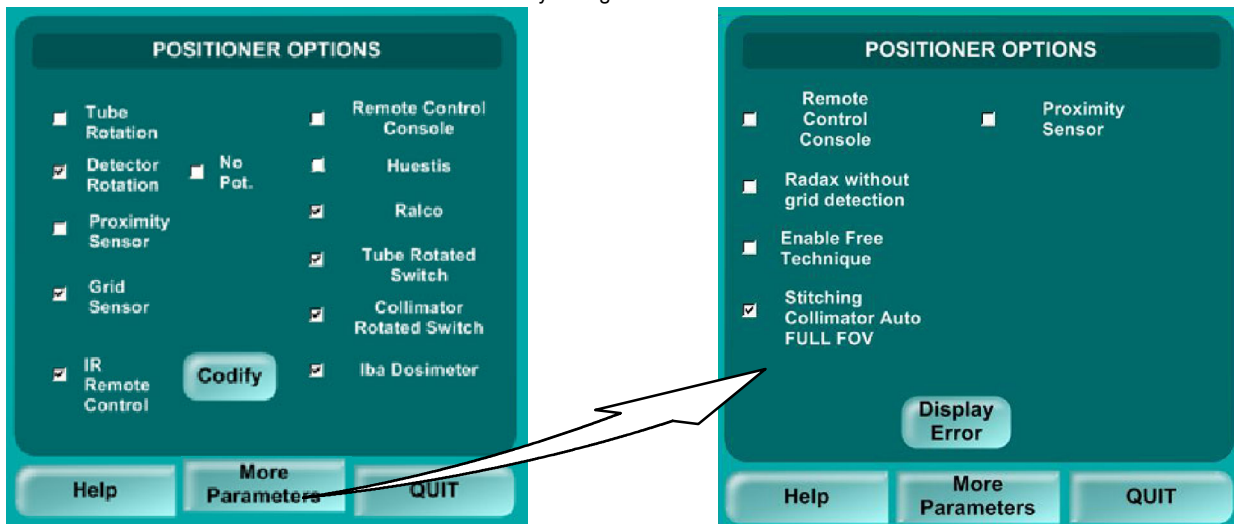 POSITIONER OPTIONS
Tube
Rotation
Detector
Rotation
No
Pot.
Proximity
Sensor
Grid
Sensor
IR
Remote
Control
Codify
Remote Control
Console
Huestis
Ralco
Tube Rotated
Switch
Collimator
Rotated Switch
Iba Dosimeter
Help
More
Parameters
QUIT
POSITIONER OPTIONS
Remote
Control
Console
Proximity
Sensor
Radax without
grid detection
Enable Free
Technique
Stitching
Collimator Auto
FULL FOV
Display
Error
Help
More
Parameters
QUIT